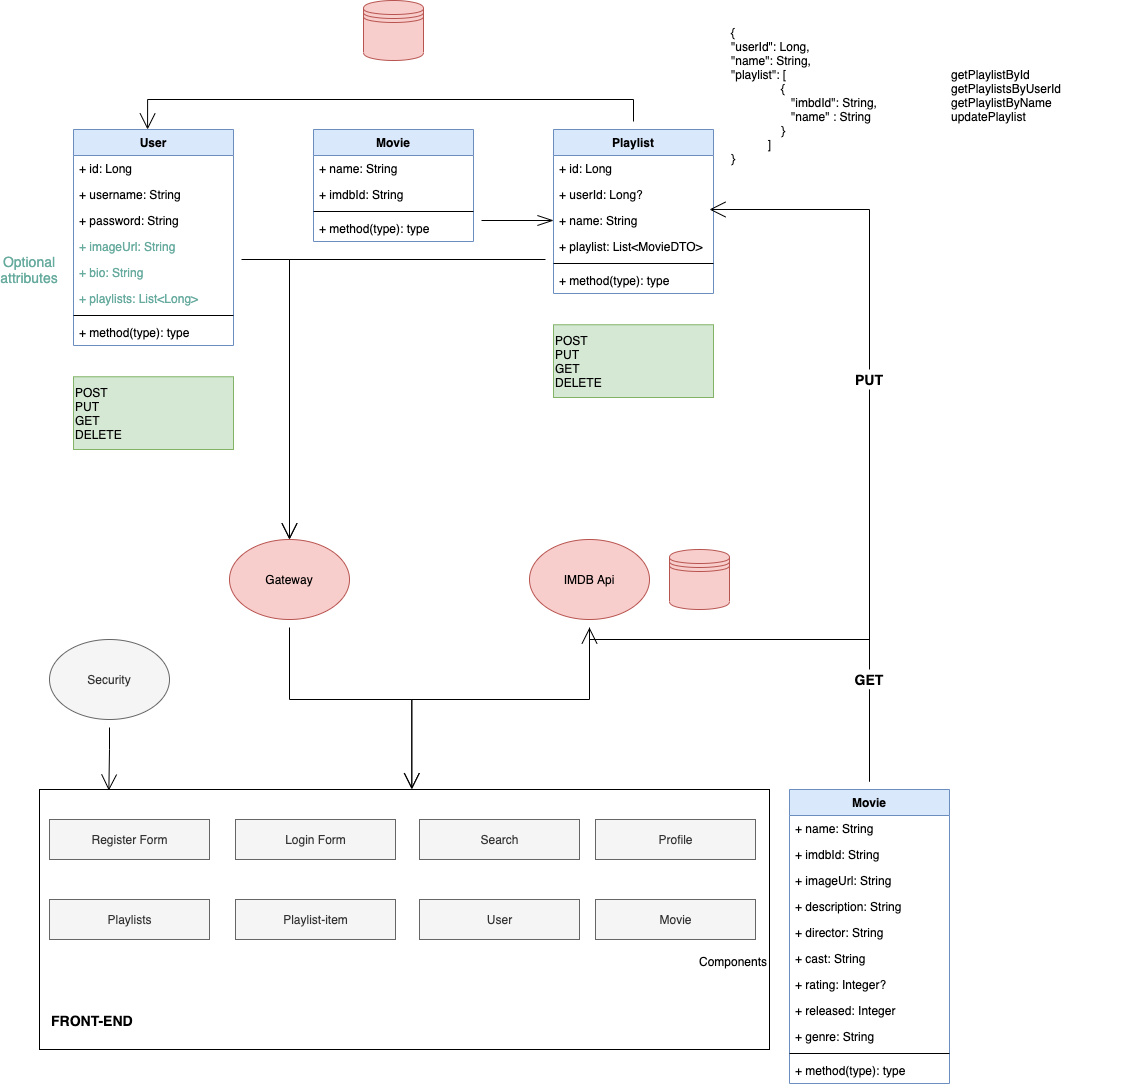 {
"userId": Long,
"name": String,
"playlist": [
{
"imbdId": String,
"name" : String
}
]
}
getPlaylistById
getPlaylistsByUserId
getPlaylistByName
updatePlaylist
User
+ id: Long
+ username: String
+ password: String
+ imageUrl: String
+ bio: String
+ playlists: List<Long>
+ method(type): type
Optional
attributes
POST
PUT
GET
DELETE
Movie
+ name: String
+ imdbId: String
+ method(type): type
Playlist
+ id: Long
+ userId: Long?
+ name: String
+ playlist: List<MovieDTO>
+ method(type): type
POST
PUT
GET
DELETE
PUT
Gateway
IMDB Api
Security
GET
Register Form
Login Form
Search
Profile
Playlists
Playlist-item
User
Movie
Components
FRONT-END
Movie
+ name: String
+ imdbId: String
+ imageUrl: String
+ description: String
+ director: String
+ cast: String
+ rating: Integer?
+ released: Integer
+ genre: String
+ method(type): type